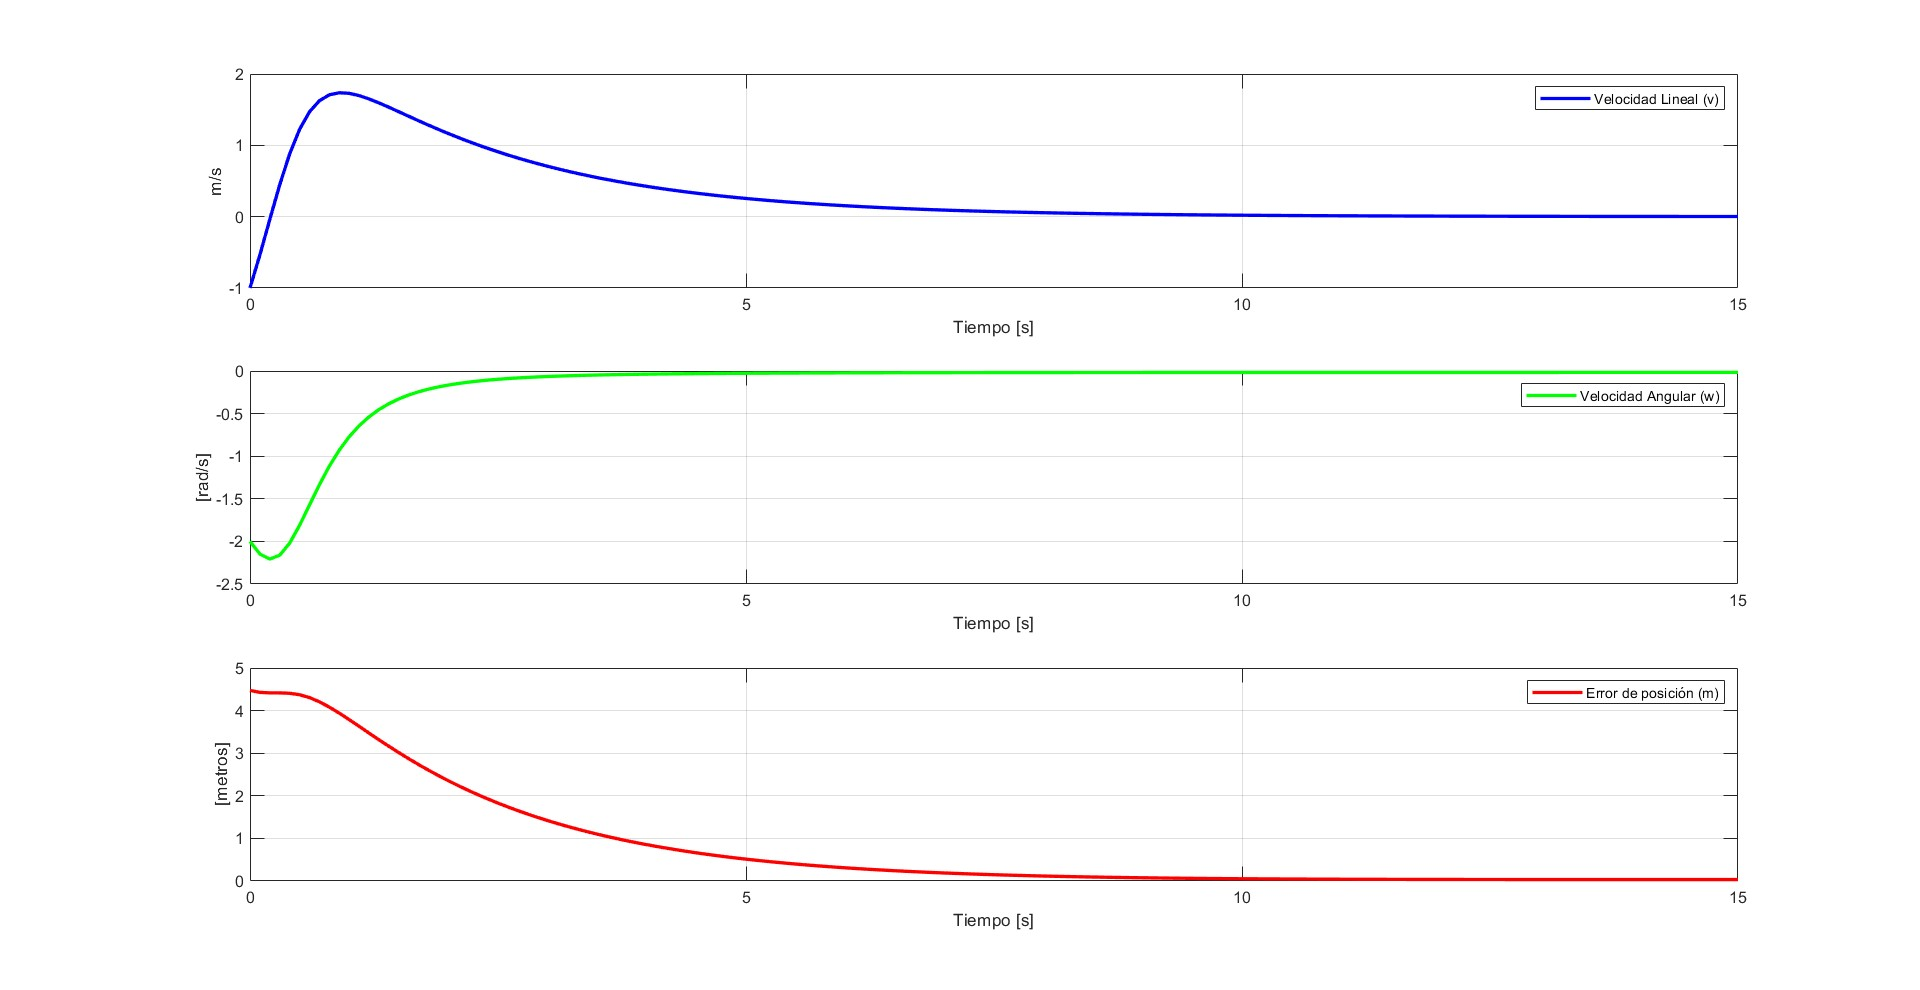 2
1
0
-1
m/s
Velocidad Lineal (v)
0 5 10 15
Tiempo [s]
0
-0.5
-1
-1.5
-2
-2.5
[rad/s]
Velocidad Angular (w)
0 5 10 15
Tiempo [s]
5
4
3
2
1
0
[metros]
Error de posición (m)
0 5 10 15
Tiempo [s]